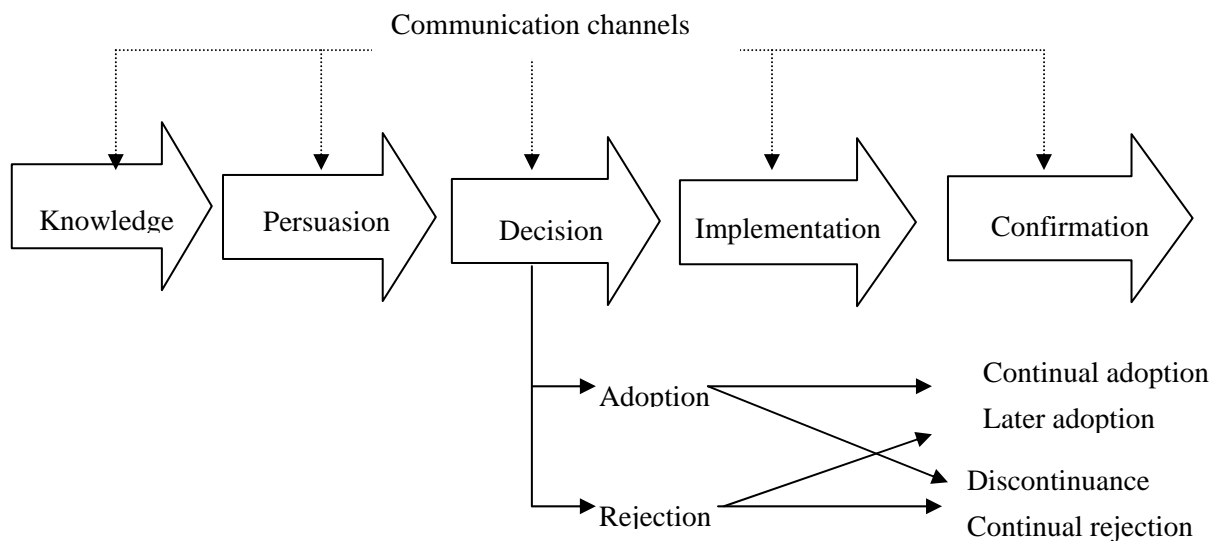 Communication channels
Knowledge
Persuasion
Decision
Implementation
Confirmation
Adoption
Continual adoption
Later adoption
Discontinuance
Rejection
Continual rejection